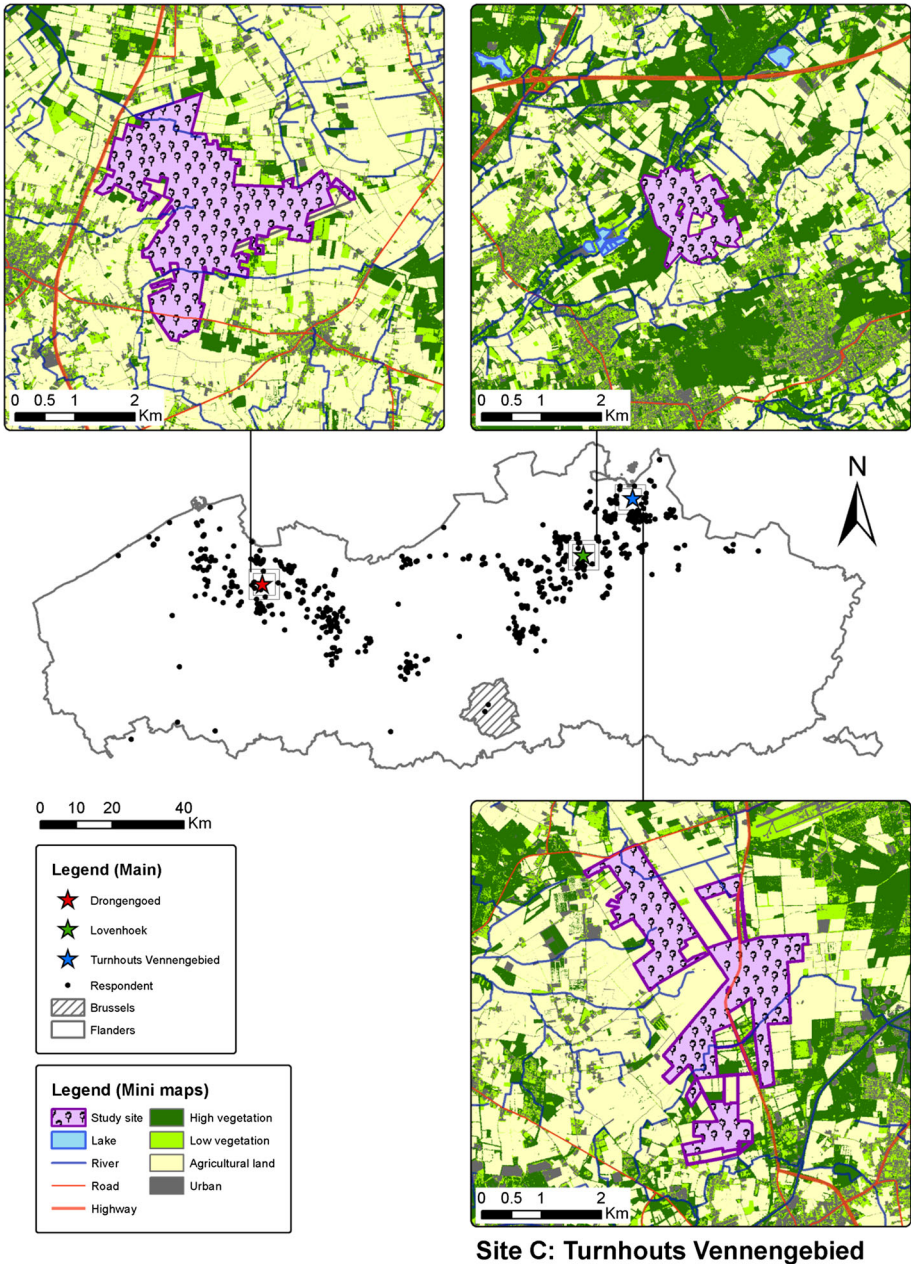 0 0.5 1 2
Km
0 0.5 1 2
Km
N
0 10 20 40
Km
Legend (Main)
Drongengoed
Lovenhoek
Turnhouts Vennengebied
Respondent
Brussels
Flanders
Legend (Mini maps)
Study site
High vegetation
Lake
Low vegetation
River
Agricultural land
Road
Urban
Highway
0 0.5 1 2
Km
Site C: Turnhouts Vennengebied